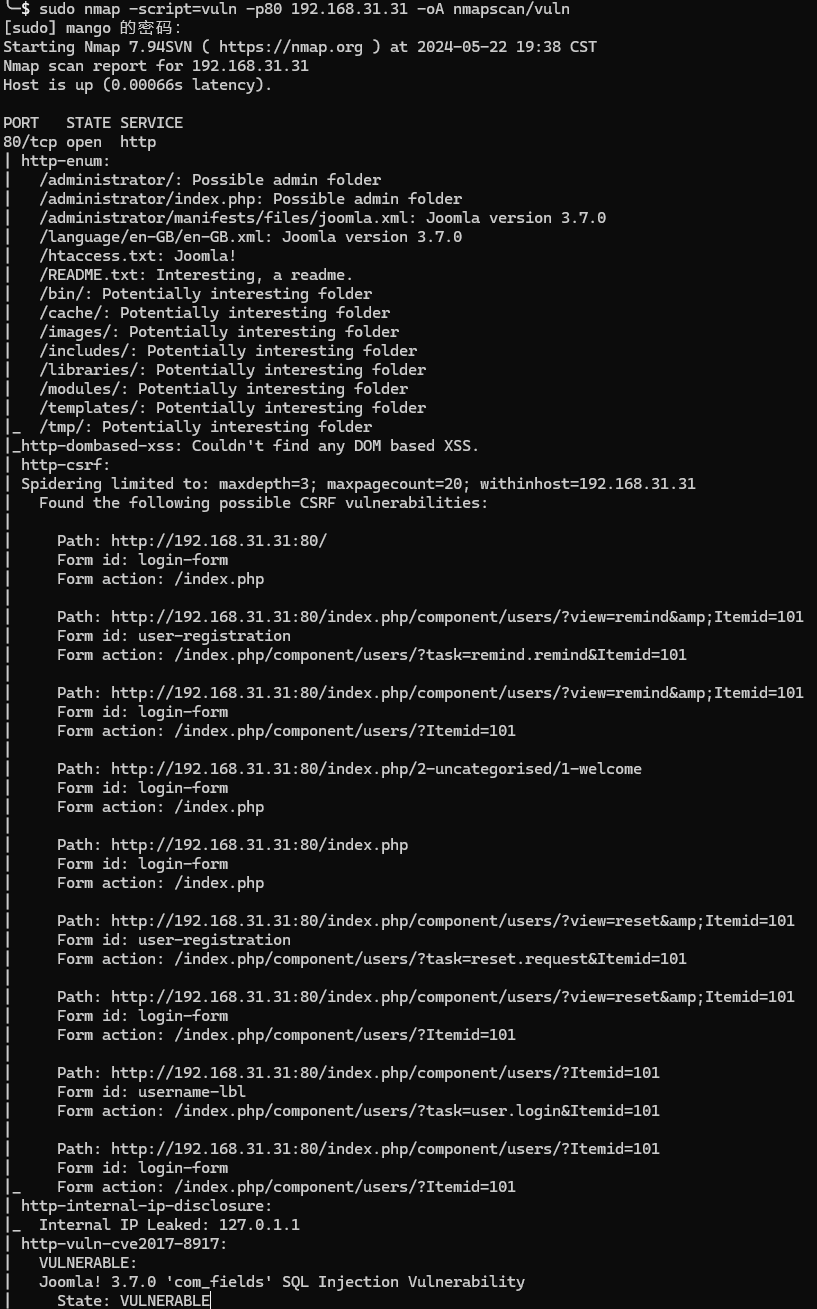 ╰─$ sudo nmap -script=vuln -p80 192.168.31.31 -oA nmapscan/vuln
[sudo] mango 的密码:
Starting Nmap 7.94SVN ( https://nmap.org ) at 2024-05-22 19:38 CST
Nmap scan report for 192.168.31.31
Host is up (0.00066s latency).
PORT   STATE SERVICE
80/tcp open  http
| http-enum:
|   /administrator/: Possible admin folder
|   /administrator/index.php: Possible admin folder
|   /administrator/manifests/files/joomla.xml: Joomla version 3.7.0
|   /language/en-GB/en-GB.xml: Joomla version 3.7.0
|   /htaccess.txt: Joomla!
|   /README.txt: Interesting, a readme.
|   /bin/: Potentially interesting folder
|   /cache/: Potentially interesting folder
|   /images/: Potentially interesting folder
|   /includes/: Potentially interesting folder
|   /libraries/: Potentially interesting folder
|   /modules/: Potentially interesting folder
|   /templates/: Potentially interesting folder
|_  /tmp/: Potentially interesting folder
|_http-dombased-xss: Couldn't find any DOM based XSS.
| http-csrf:
| Spidering limited to: maxdepth=3; maxpagecount=20; withinhost=192.168.31.31
|   Found the following possible CSRF vulnerabilities:
|
|     Path: http://192.168.31.31:80/
|     Form id: login-form
|     Form action: /index.php
|
|     Path: http://192.168.31.31:80/index.php/component/users/?view=remind&amp;Itemid=101
|     Form id: user-registration
|     Form action: /index.php/component/users/?task=remind.remind&Itemid=101
|
|     Path: http://192.168.31.31:80/index.php/component/users/?view=remind&amp;Itemid=101
|     Form id: login-form
|     Form action: /index.php/component/users/?Itemid=101
|
|     Path: http://192.168.31.31:80/index.php/2-uncategorised/1-welcome
|     Form id: login-form
|     Form action: /index.php
|
|     Path: http://192.168.31.31:80/index.php
|     Form id: login-form
|     Form action: /index.php
|
|     Path: http://192.168.31.31:80/index.php/component/users/?view=reset&amp;Itemid=101
|     Form id: user-registration
|     Form action: /index.php/component/users/?task=reset.request&Itemid=101
|
|     Path: http://192.168.31.31:80/index.php/component/users/?view=reset&amp;Itemid=101
|     Form id: login-form
|     Form action: /index.php/component/users/?Itemid=101
|
|     Path: http://192.168.31.31:80/index.php/component/users/?Itemid=101
|     Form id: username-lbl
|     Form action: /index.php/component/users/?task=user.login&Itemid=101
|
|     Path: http://192.168.31.31:80/index.php/component/users/?Itemid=101
|     Form id: login-form
|_    Form action: /index.php/component/users/?Itemid=101
| http-internal-ip-disclosure:
|_  Internal IP Leaked: 127.0.1.1
| http-vuln-cve2017-8917:
|   VULNERABLE:
|   Joomla! 3.7.0 'com_fields' SQL Injection Vulnerability
|     State: VULNERABLE